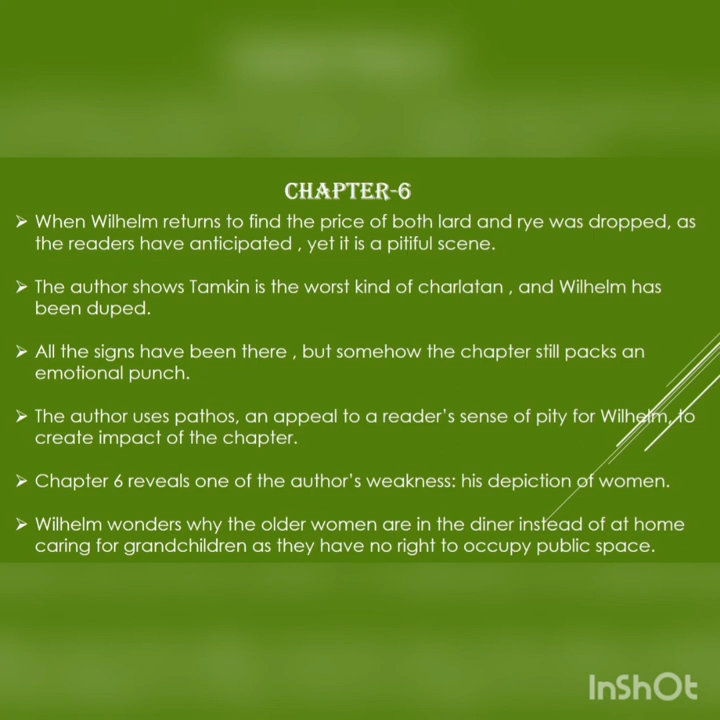 CHAPTER-6
➢ When Wilhelm returns to find the price of both lard and rye was dropped, as
the readers have anticipated , yet it is a pitiful scene.
➢ The author shows Tamkin is the worst kind of charlatan , and Wilhelm has
been duped.
➢ All the signs have been there , but somehow the chapter still packs an
emotional punch.
➢ The author uses pathos, an appeal to a reader's sense of pity for Wilhelm, to
create impact of the chapter.
➢ Chapter 6 reveals one of the author's weakness: his depiction of women.
➢ Wilhelm wonders why the older women are in the diner instead of at home
caring for grandchildren as they have no right to occupy public space.
InShOt